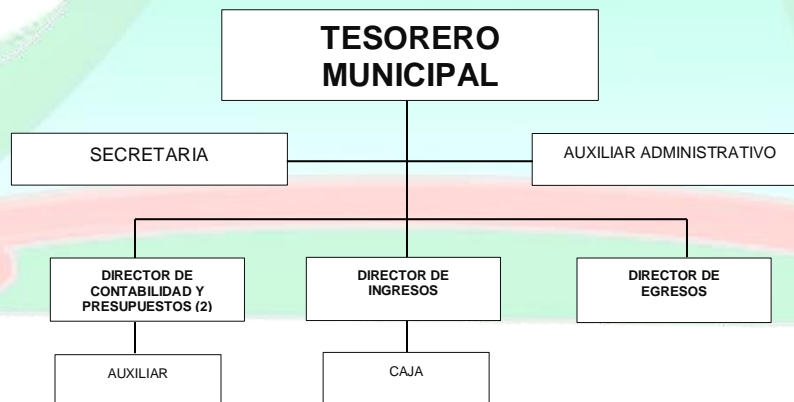 TESORERO
MUNICIPAL
SECRETARIA
AUXILIAR ADMINISTRATIVO
DIRECTOR DE
CONTABILIDAD Y
PRESUPUESTOS (2)
DIRECTOR DE
INGRESOS
DIRECTOR DE
EGRESOS
AUXILIAR
CAJA